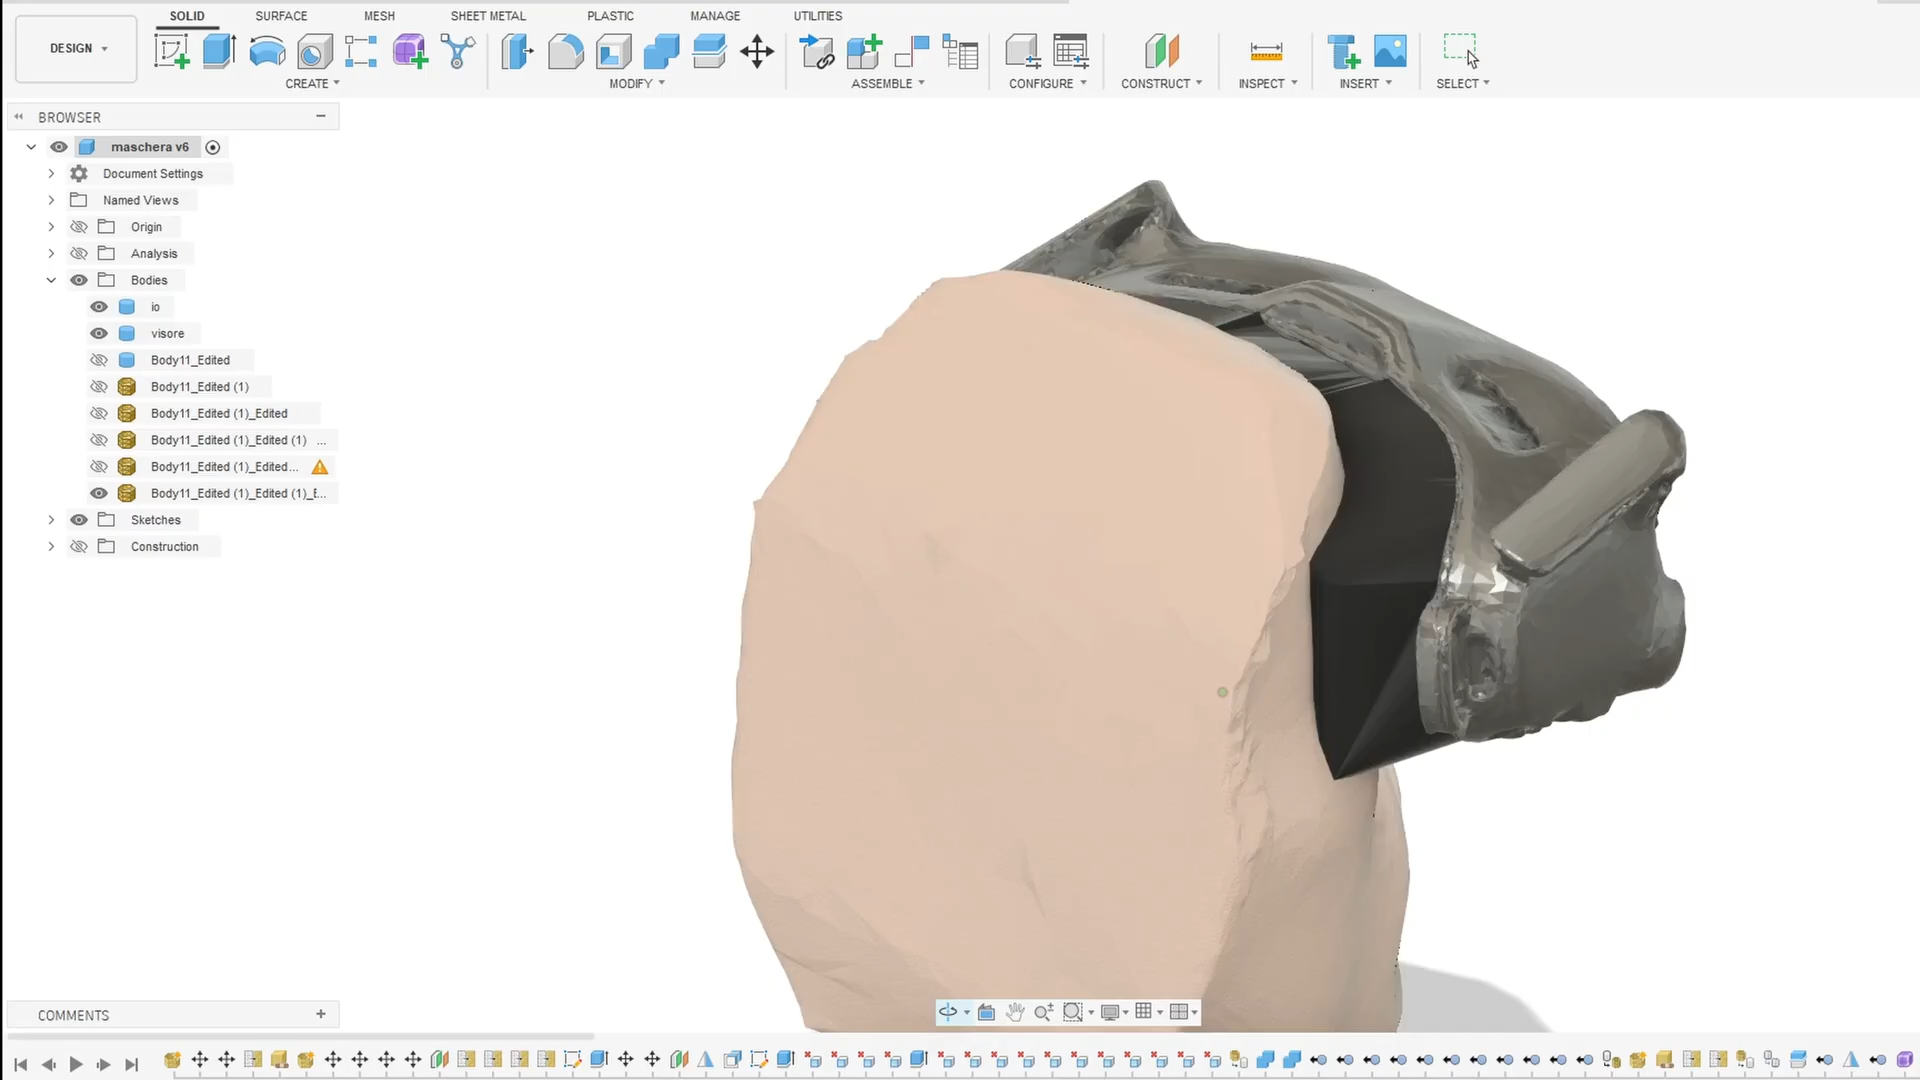 SOLID SURFACE MESH SHEET METAL PLASTIC MANAGE UTILITIES
DESIGN
CREATE MODIFY ASSEMBLE CONFIGURE CONSTRUCT INSPECT INSERT SELECT
BROWSER
maschera v6
Document Settings
Named Views
Origin
Analysis
Bodies
io
visore
Body11_Edited
Body11_Edited (1)
Body11_Edited (1)_Edited
Body11_Edited (1)_Edited (1) ...
Body11_Edited (1)_Edited...
Body11_Edited (1)_Edited (1)_E...
Sketches
Construction
COMMENTS